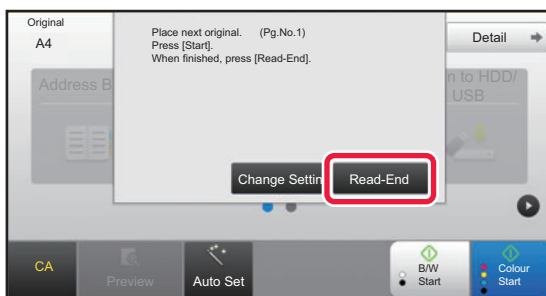 Original
A4
Place next original. (Pg.No.1)
Press [Start].
When finished, press [Read-End].
Detail
Address B
n to HDD/
USB
Change Settin
Read-End
CA
Preview
Auto Set
B/W
Start
Colour
Start